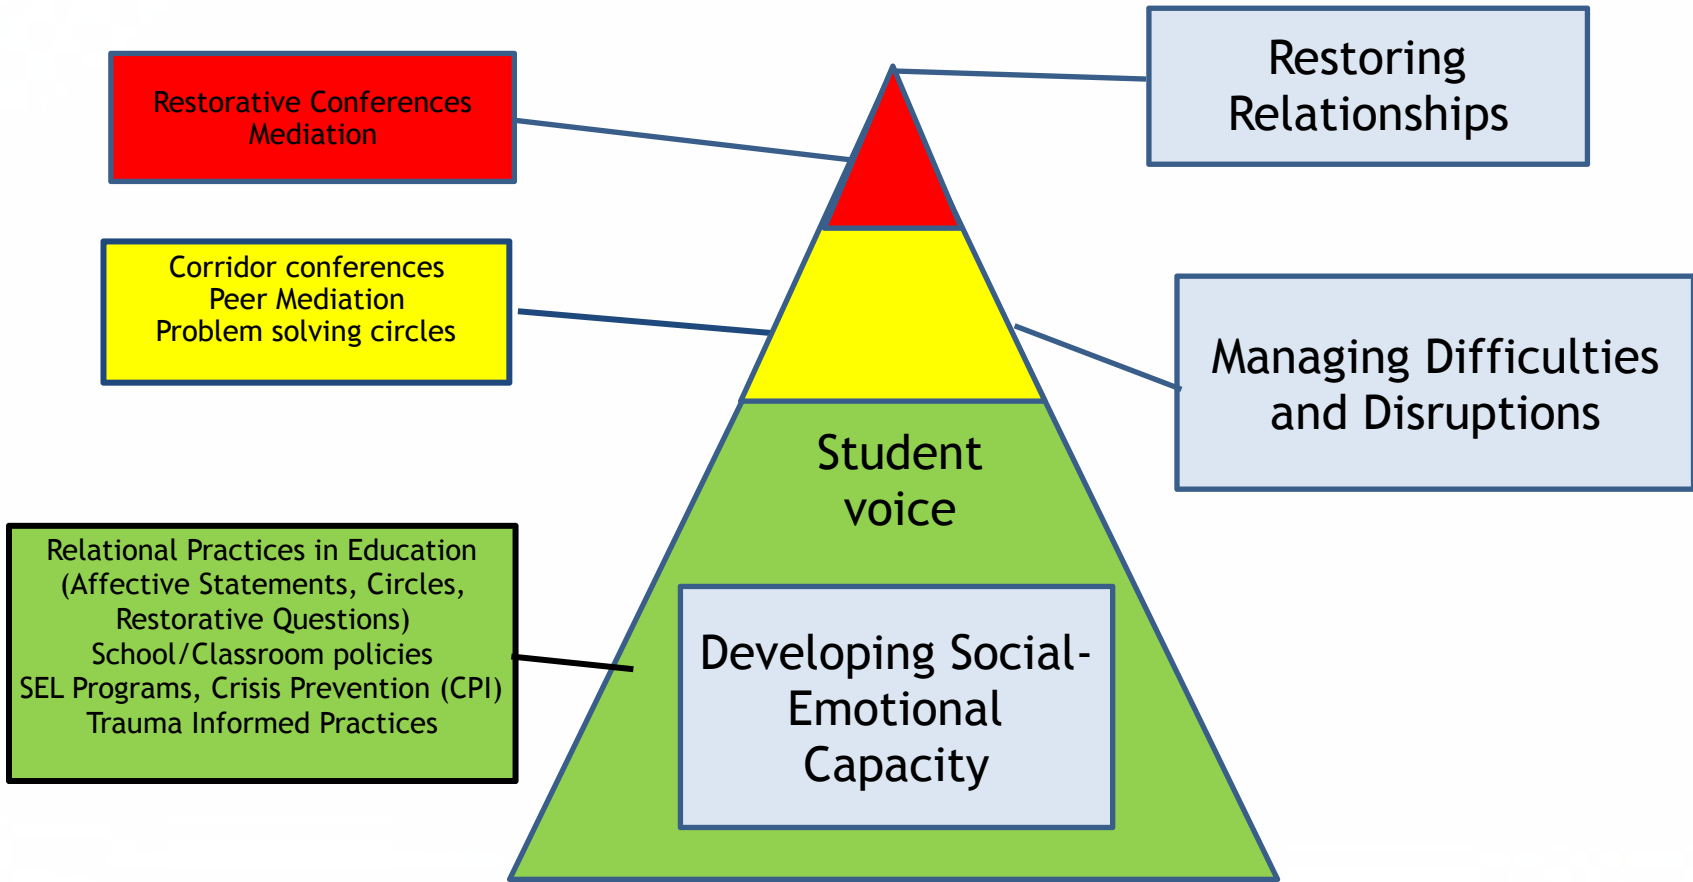 Restorative Conferences
Mediation
Restoring
Relationships
Corridor conferences
Peer Mediation
Problem solving circles
Managing Difficulties
and Disruptions
Student
voice
Relational Practices in Education
(Affective Statements, Circles,
Restorative Questions)
School/Classroom policies
SEL Programs, Crisis Prevention (CPI)
Trauma Informed Practices
Developing Social-
Emotional
Capacity